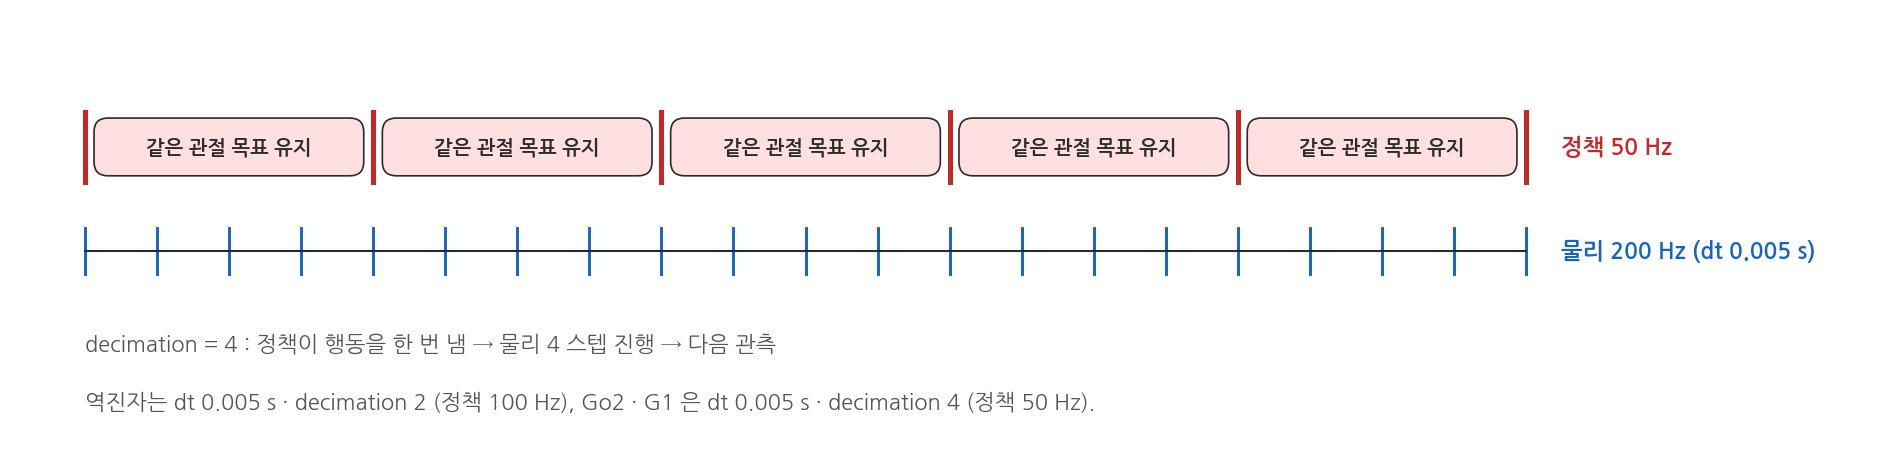 같은 관절 목표 유지 같은 관절 목표 유지 같은 관절 목표 유지 같은 관절 목표 유지 같은 관절 목표 유지 정책 50 Hz
물리 200 Hz (dt 0.005 s)
decimation = 4 : 정책이 행동을 한 번 냄 → 물리 4 스텝 진행 → 다음 관측
역진자는 dt 0.005 s · decimation 2 (정책 100 Hz), Go2 · G1 은 dt 0.005 s · decimation 4 (정책 50 Hz).